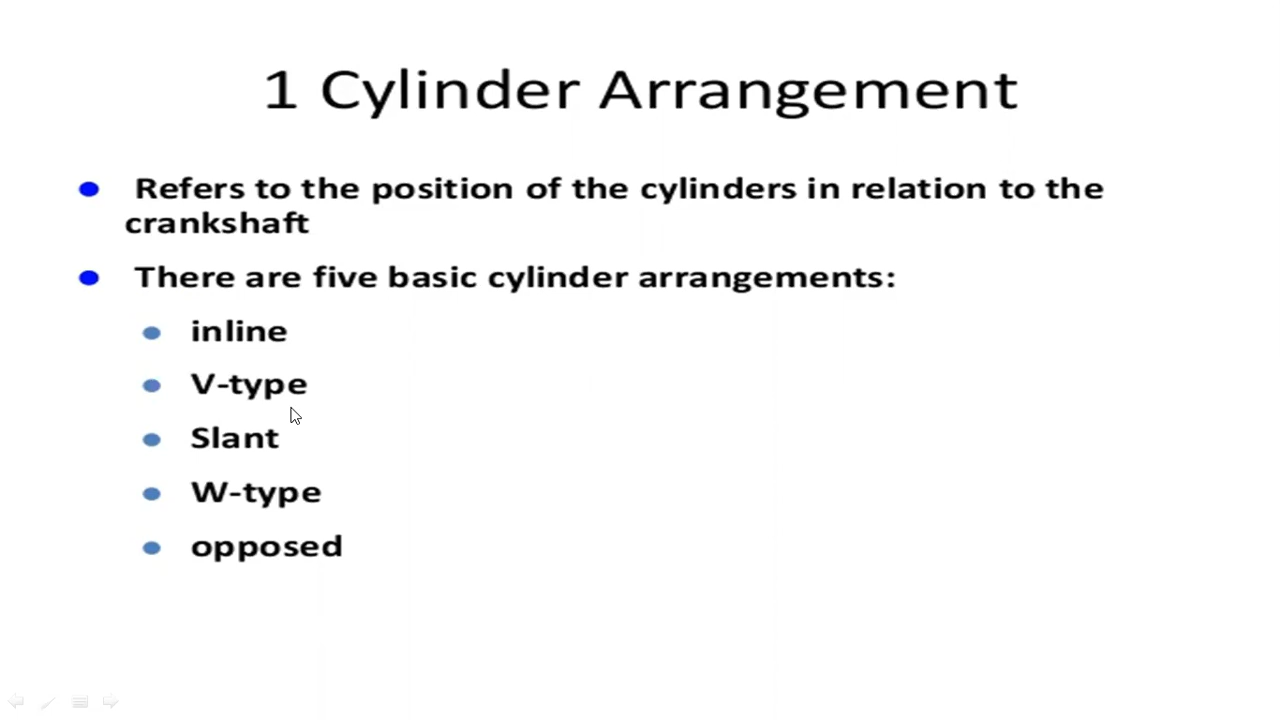 1 Cylinder Arrangement
Refers to the position of the cylinders in relation to the
crankshaft
There are five basic cylinder arrangements:
inline
V-type
Slant
W-type
opposed